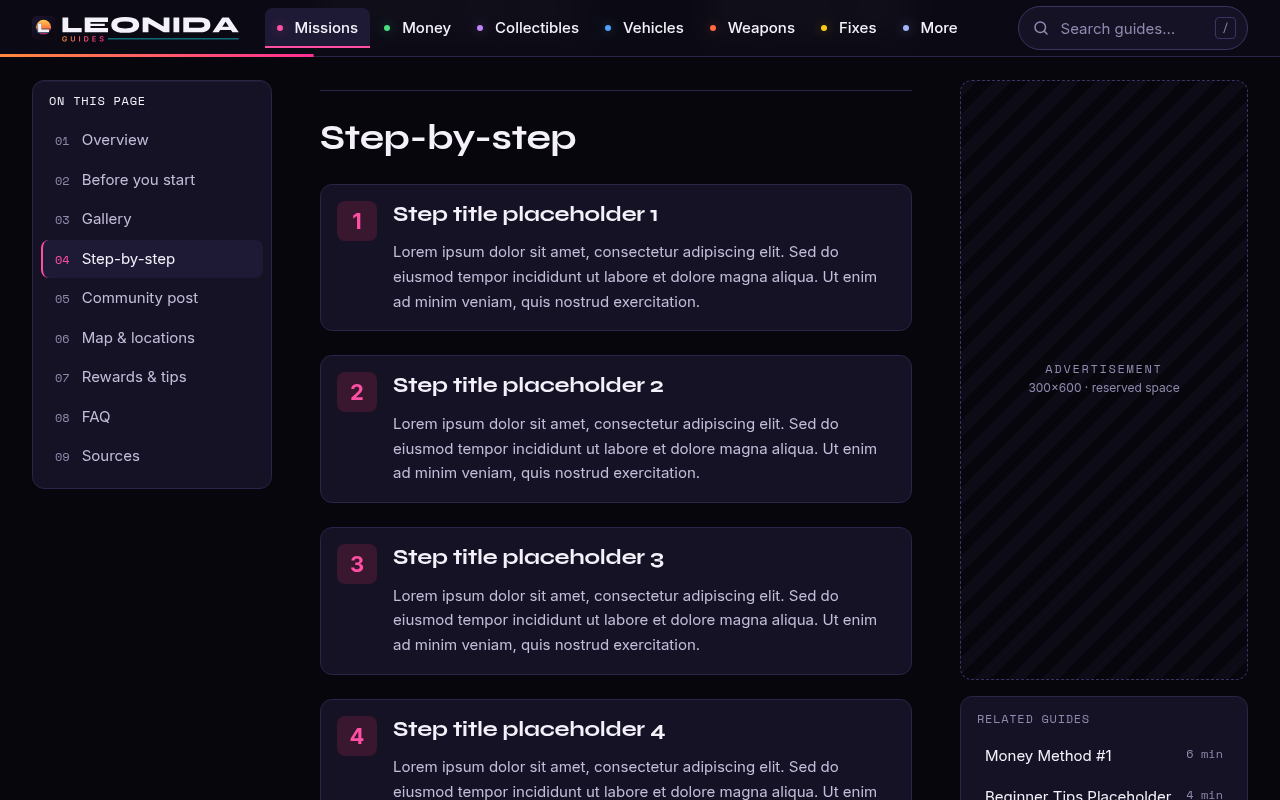 LEONIDA
GUIDES
Missions
Money
Collectibles
Vehicles
Weapons
Fixes
More
Search guides...
/
ON THIS PAGE
01 Overview
02 Before you start
03 Gallery
04 Step-by-step
05 Community post
06 Map & locations
07 Rewards & tips
08 FAQ
09 Sources
Step-by-step
1 Step title placeholder 1
Lorem ipsum dolor sit amet, consectetur adipiscing elit. Sed do
eiusmod tempor incididunt ut labore et dolore magna aliqua. Ut enim
ad minim veniam, quis nostrud exercitation.
2 Step title placeholder 2
Lorem ipsum dolor sit amet, consectetur adipiscing elit. Sed do
eiusmod tempor incididunt ut labore et dolore magna aliqua. Ut enim
ad minim veniam, quis nostrud exercitation.
3 Step title placeholder 3
Lorem ipsum dolor sit amet, consectetur adipiscing elit. Sed do
eiusmod tempor incididunt ut labore et dolore magna aliqua. Ut enim
ad minim veniam, quis nostrud exercitation.
4 Step title placeholder 4
Lorem ipsum dolor sit amet, consectetur adipiscing elit. Sed do
eiusmod tempor incididunt ut labore et dolore magna aliqua. Ut enim
ADVERTISEMENT
300×600 · reserved space
RELATED GUIDES
Money Method #1 6 min
Beginner Tips Placeholder 4 min